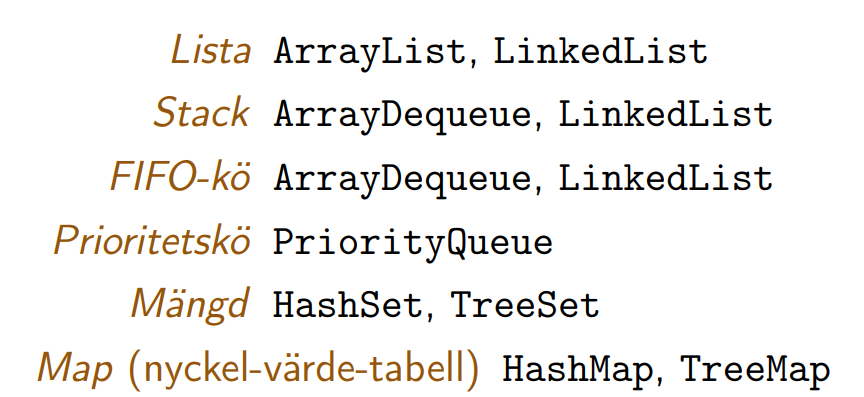 Lista ArrayList, LinkedList
Stack ArrayDequeue, LinkedList
FIFO-kö ArrayDequeue, LinkedList
Prioritetskö PriorityQueue
Mängd HashSet, TreeSet
Map (nyckel-värde-tabell) HashMap, TreeMap